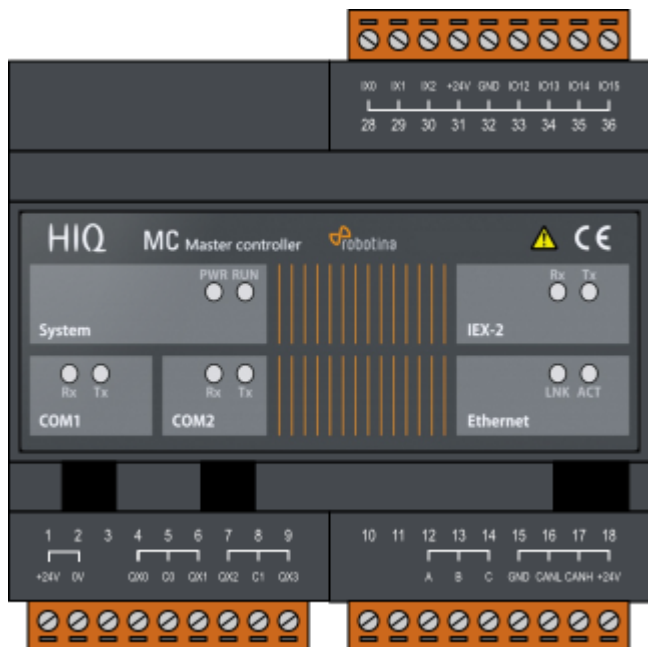 IX0 IX1 IX2 +24V GND IO12 IO13 IO14 IO15
28 29 30 31 32 33 34 35 36
HIQ MC Master controller robotina CE
PWR RUN
System
Rx Tx
IEX-2
Rx Tx
COM1
Rx Tx
COM2
LNK ACT
Ethernet
1 2 3 4 5 6 7 8 9 10 11 12 13 14 15 16 17 18
+24V 0V QX0 C0 QX1 QX2 C1 QX3 A B C GND CANL CANH +24V